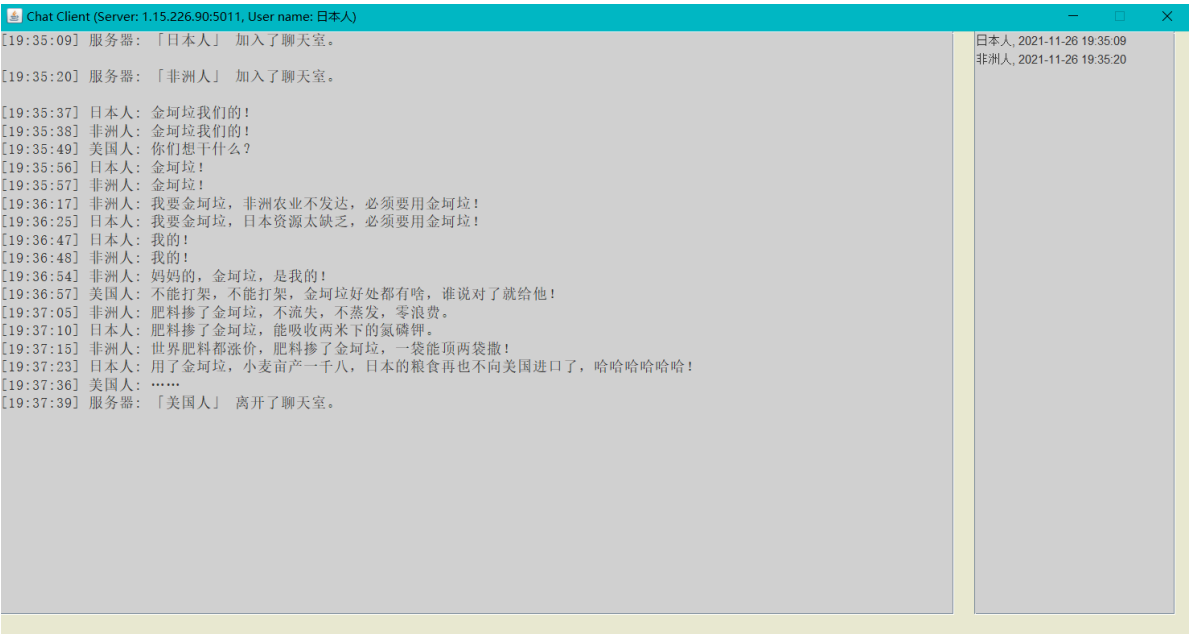 Chat Client (Server: 1.15.226.90:5011, User name: 日本人)
[19:35:09] 服务器: 「日本人」 加入了聊天室。
[19:35:20] 服务器: 「非洲人」 加入了聊天室。
[19:35:37] 日本人: 金坷垃我们的!
[19:35:38] 非洲人: 金坷垃我们的!
[19:35:49] 美国人: 你们想干什么?
[19:35:56] 日本人: 金坷垃!
[19:35:57] 非洲人: 金坷垃!
[19:36:17] 非洲人: 我要金坷垃，非洲农业不发达，必须要用金坷垃!
[19:36:25] 日本人: 我要金坷垃，日本资源太缺乏，必须要用金坷垃!
[19:36:47] 日本人: 我的!
[19:36:48] 非洲人: 我的!
[19:36:54] 非洲人: 妈妈的，金坷垃，是我的!
[19:36:57] 美国人: 不能打架，不能打架，金坷垃好处都有啥，谁说对了就给他!
[19:37:05] 非洲人: 肥料掺了金坷垃，不流失，不蒸发，零浪费。
[19:37:10] 日本人: 肥料掺了金坷垃，能吸收两米下的氮磷钾。
[19:37:15] 非洲人: 世界肥料都涨价，肥料掺了金坷垃，一袋能顶两袋撒!
[19:37:23] 日本人: 用了金坷垃，小麦亩产一千八，日本的粮食再也不向美国进口了，哈哈哈哈哈哈!
[19:37:36] 美国人: ……
[19:37:39] 服务器: 「美国人」 离开了聊天室。
日本人, 2021-11-26 19:35:09
非洲人, 2021-11-26 19:35:20